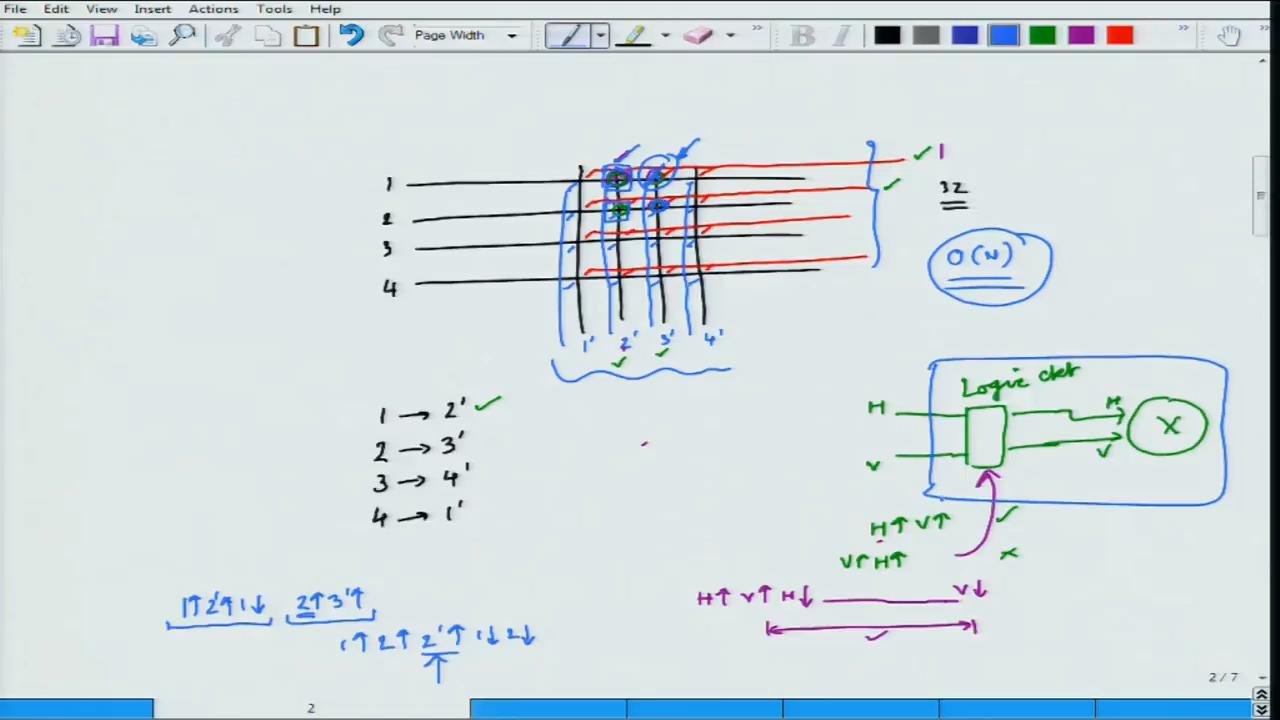 File Edit View Insert Actions Tools Help
Page Width
B I
1
1
2
32
3
O(N)
4
1' 2' 3' 4'
Logic ckt
1 → 2' ✓
H H
X
2 → 3'
V V
3 → 4'
4 → 1'
H↑ V↑ ✓
V↑ H↑ ×
1↑ 2'↑ 1↓ 2↑ 3'↑
H↑ V↑ H↓ V↓
1↑ 2↑ 2'↑ 1↓ 2↓
✓
2 / 7
2